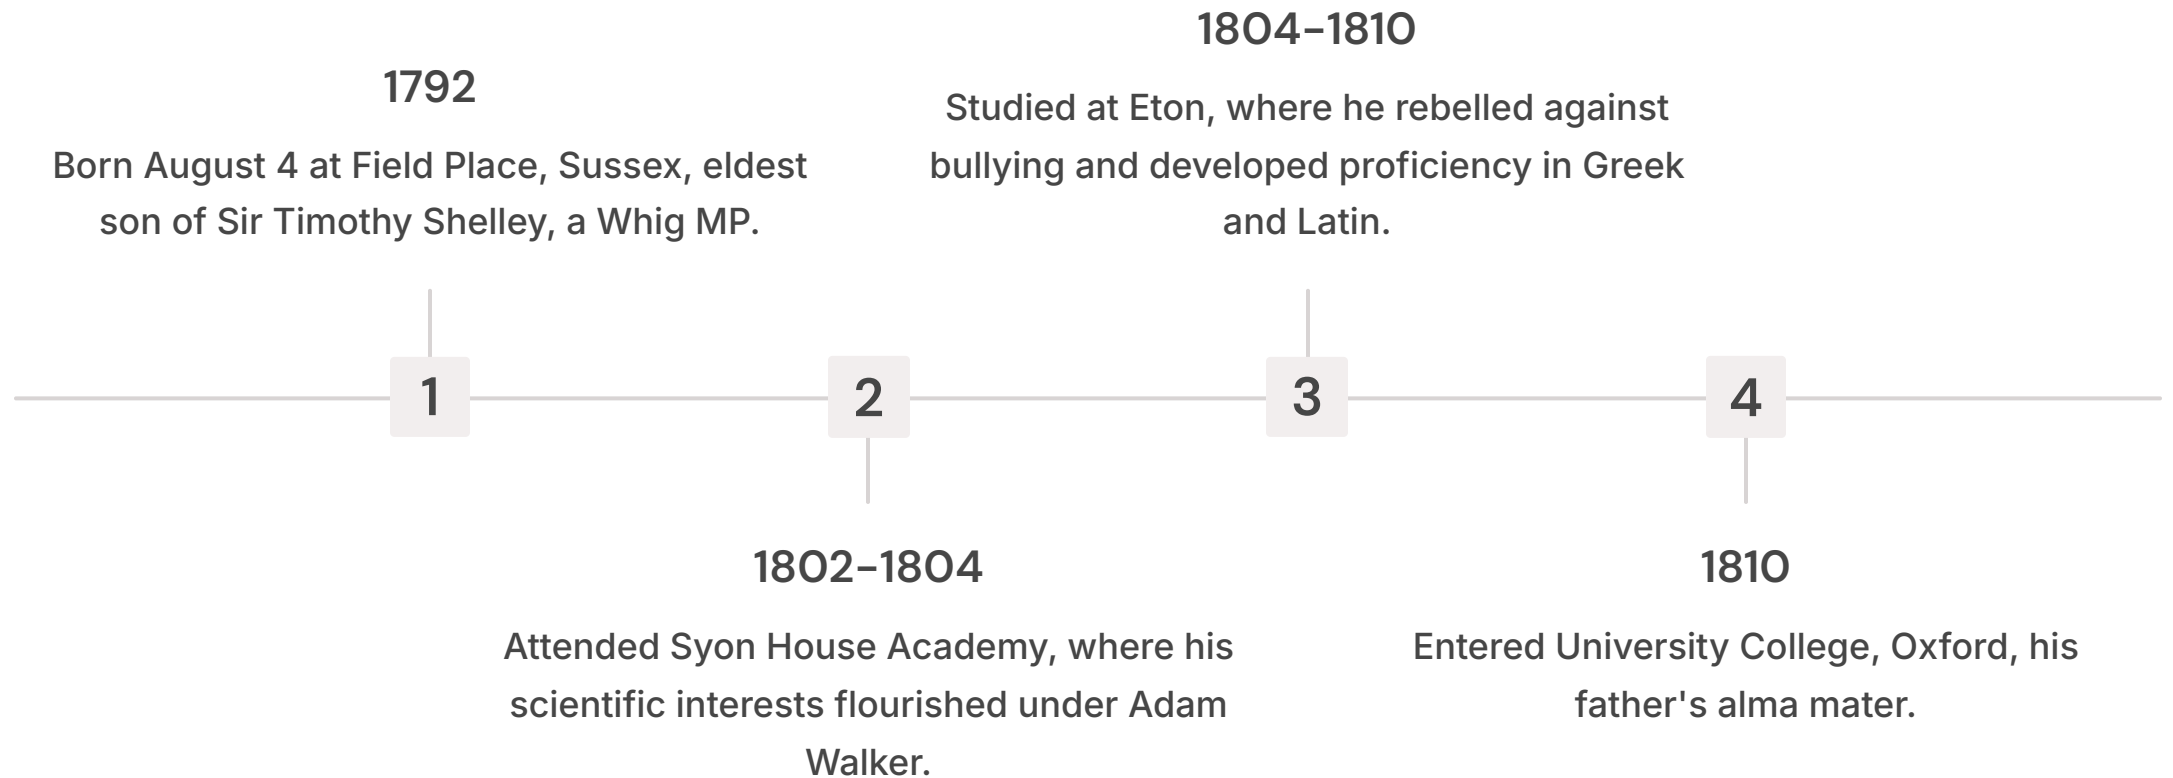 1792
Born August 4 at Field Place, Sussex, eldest
son of Sir Timothy Shelley, a Whig MP.
1804–1810
Studied at Eton, where he rebelled against
bullying and developed proficiency in Greek
and Latin.
1
2
3
4
1802–1804
Attended Syon House Academy, where his
scientific interests flourished under Adam
Walker.
1810
Entered University College, Oxford, his
father's alma mater.